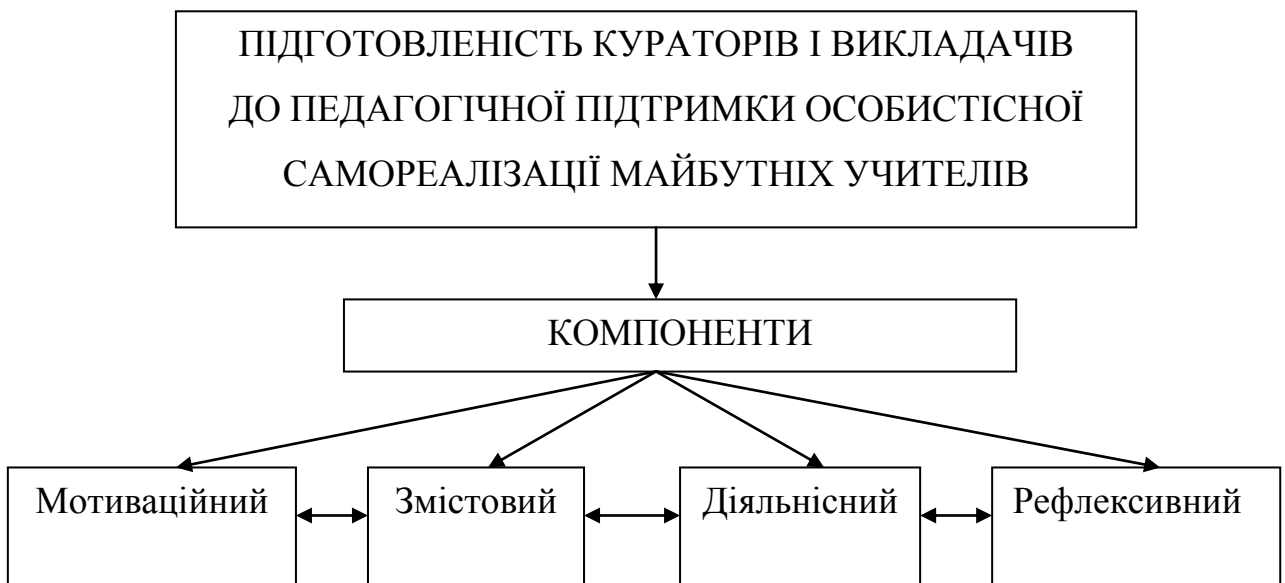 ПІДГОТОВЛЕНІСТЬ КУРАТОРІВ І ВИКЛАДАЧІВ
ДО ПЕДАГОГІЧНОЇ ПІДТРИМКИ ОСОБИСТІСНОЇ
САМОРЕАЛІЗАЦІЇ МАЙБУТНІХ УЧИТЕЛІВ
КОМПОНЕНТИ
Мотиваційний Змістовий Діяльнісний Рефлексивний